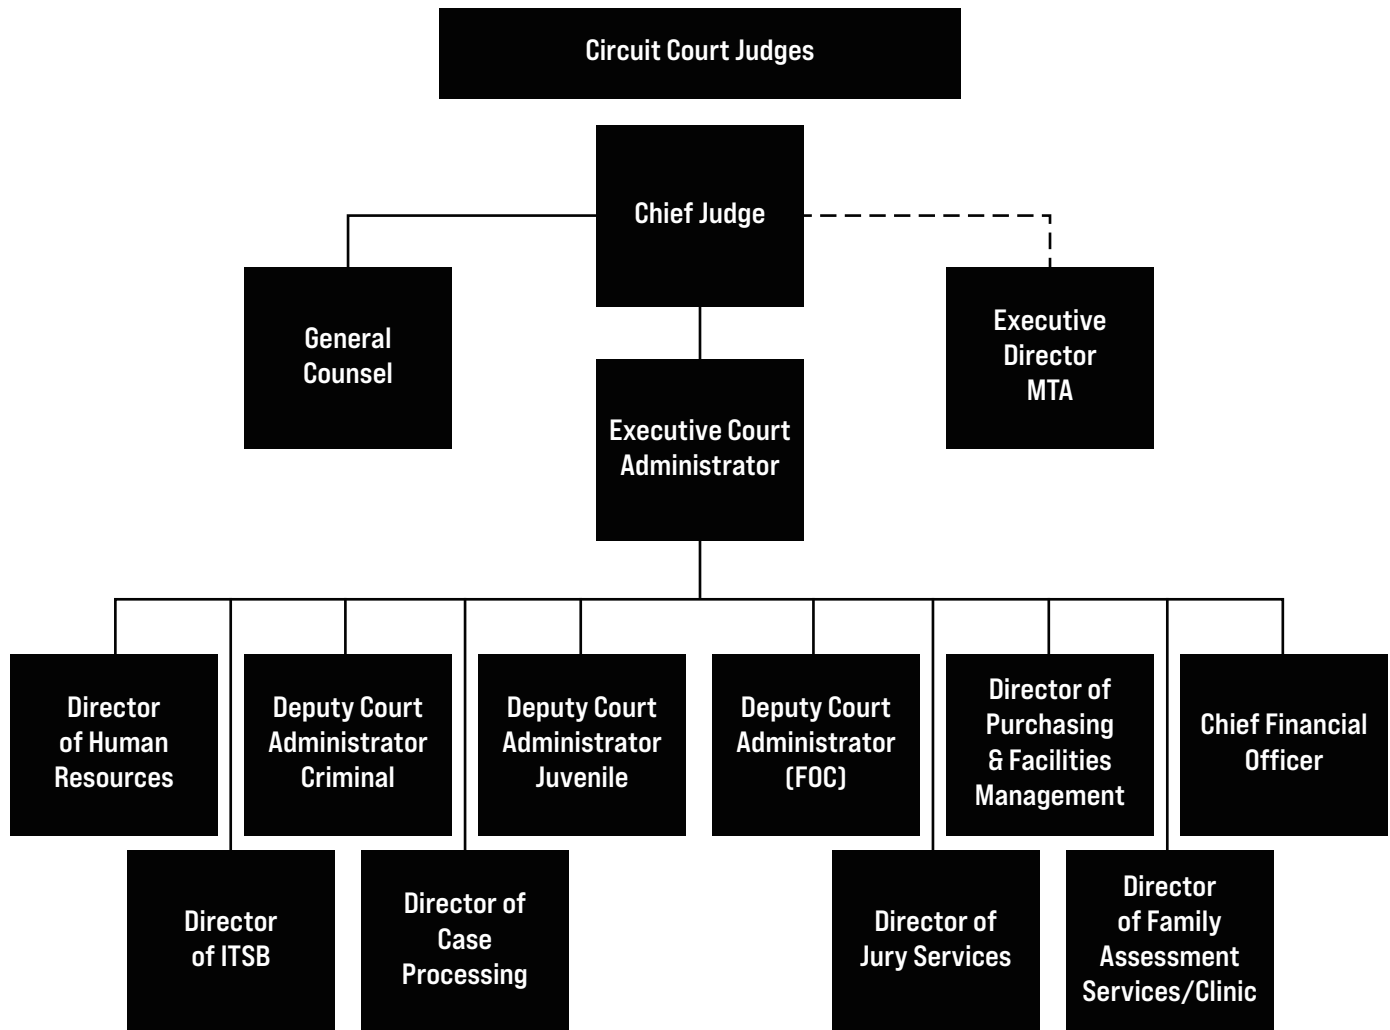 Circuit Court Judges
Chief Judge
General
Counsel
Executive
Director
MTA
Executive Court
Administrator
Director
of Human
Resources
Deputy Court
Administrator
Criminal
Deputy Court
Administrator
Juvenile
Deputy Court
Administrator
(FOC)
Director of
Purchasing
& Facilities
Management
Chief Financial
Officer
Director
of ITSB
Director of
Case
Processing
Director of
Jury Services
Director
of Family
Assessment
Services/Clinic